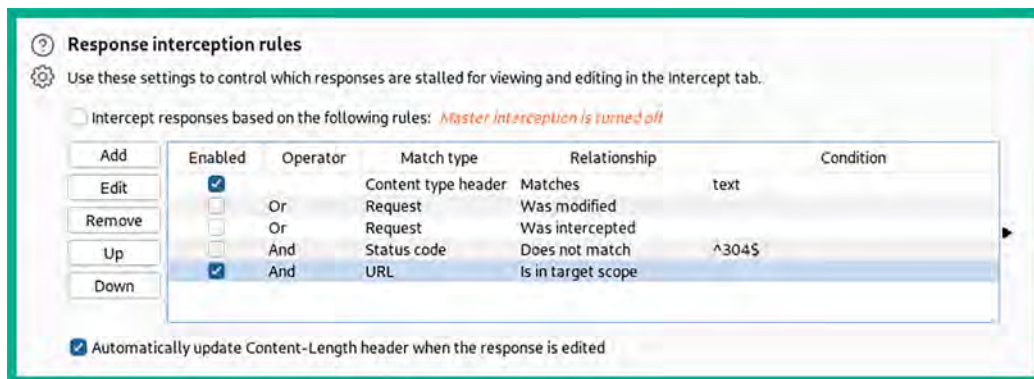 Response interception rules
Use these settings to control which responses are stalled for viewing and editing in the Intercept tab.
Intercept responses based on the following rules: Master interception is turned off
Add
Edit
Remove
Up
Down
Enabled Operator Match type Relationship Condition
Content type header Matches text
Or Request Was modified
Or Request Was intercepted
And Status code Does not match ^304$
And URL Is in target scope
Automatically update Content-Length header when the response is edited